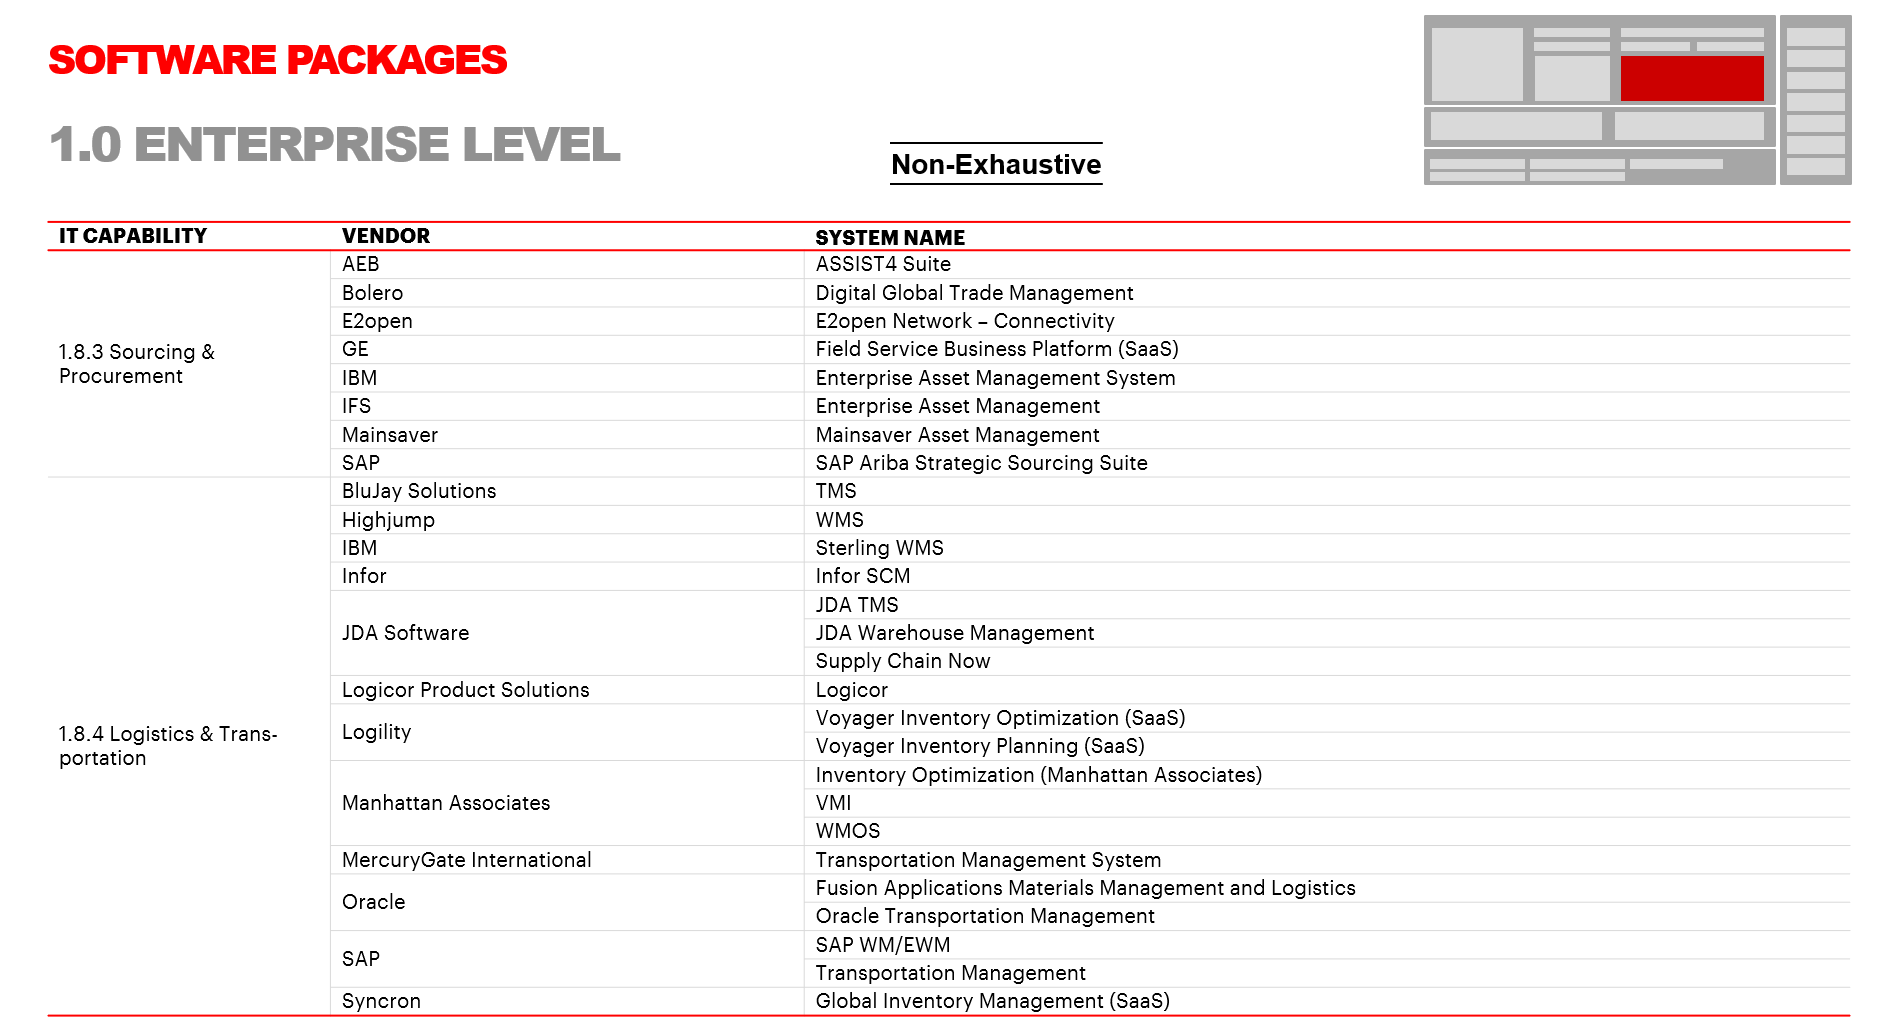 SOFTWARE PACKAGES
1.0 ENTERPRISE LEVEL
Non-Exhaustive
IT CAPABILITY VENDOR SYSTEM NAME
1.8.3 Sourcing &
Procurement
AEB ASSIST4 Suite
Bolero Digital Global Trade Management
E2open E2open Network – Connectivity
GE Field Service Business Platform (SaaS)
IBM Enterprise Asset Management System
IFS Enterprise Asset Management
Mainsaver Mainsaver Asset Management
SAP SAP Ariba Strategic Sourcing Suite
1.8.4 Logistics & Trans-
portation
BluJay Solutions TMS
Highjump WMS
IBM Sterling WMS
Infor Infor SCM
JDA Software
JDA TMS
JDA Warehouse Management
Supply Chain Now
Logicor Product Solutions Logicor
Logility
Voyager Inventory Optimization (SaaS)
Voyager Inventory Planning (SaaS)
Manhattan Associates
Inventory Optimization (Manhattan Associates)
VMI
WMOS
MercuryGate International Transportation Management System
Oracle
Fusion Applications Materials Management and Logistics
Oracle Transportation Management
SAP
SAP WM/EWM
Transportation Management
Syncron Global Inventory Management (SaaS)